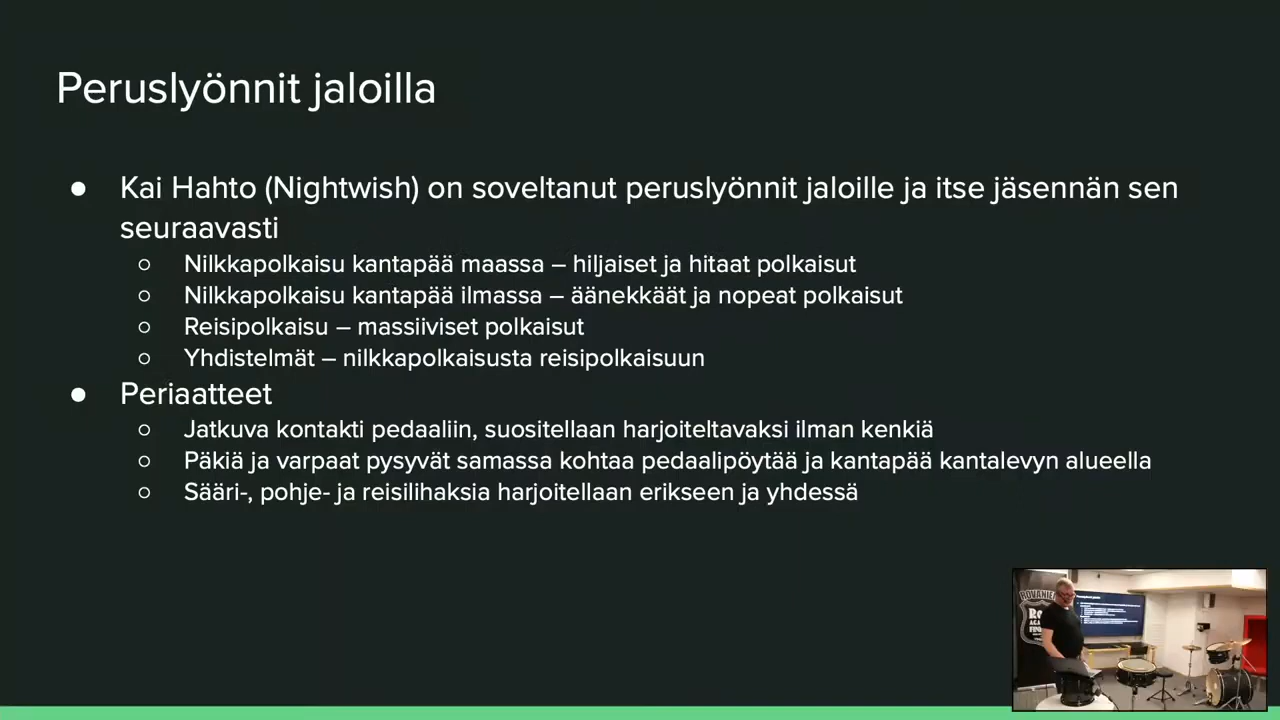 Peruslyönnit jaloilla
● Kai Hahto (Nightwish) on soveltanut peruslyönnit jaloille ja itse jäsennän sen
seuraavasti
○ Nilkkapolkaisu kantapää maassa – hiljaiset ja hitaat polkaisut
○ Nilkkapolkaisu kantapää ilmassa – äänekkäät ja nopeat polkaisut
○ Reisipolkaisu – massiiviset polkaisut
○ Yhdistelmät – nilkkapolkaisusta reisipolkaisuun
● Periaatteet
○ Jatkuva kontakti pedaaliin, suositellaan harjoiteltavaksi ilman kenkiä
○ Päkiä ja varpaat pysyvät samassa kohtaa pedaalipöytää ja kantapää kantalevyn alueella
○ Sääri-, pohje- ja reisilihaksia harjoitellaan erikseen ja yhdessä